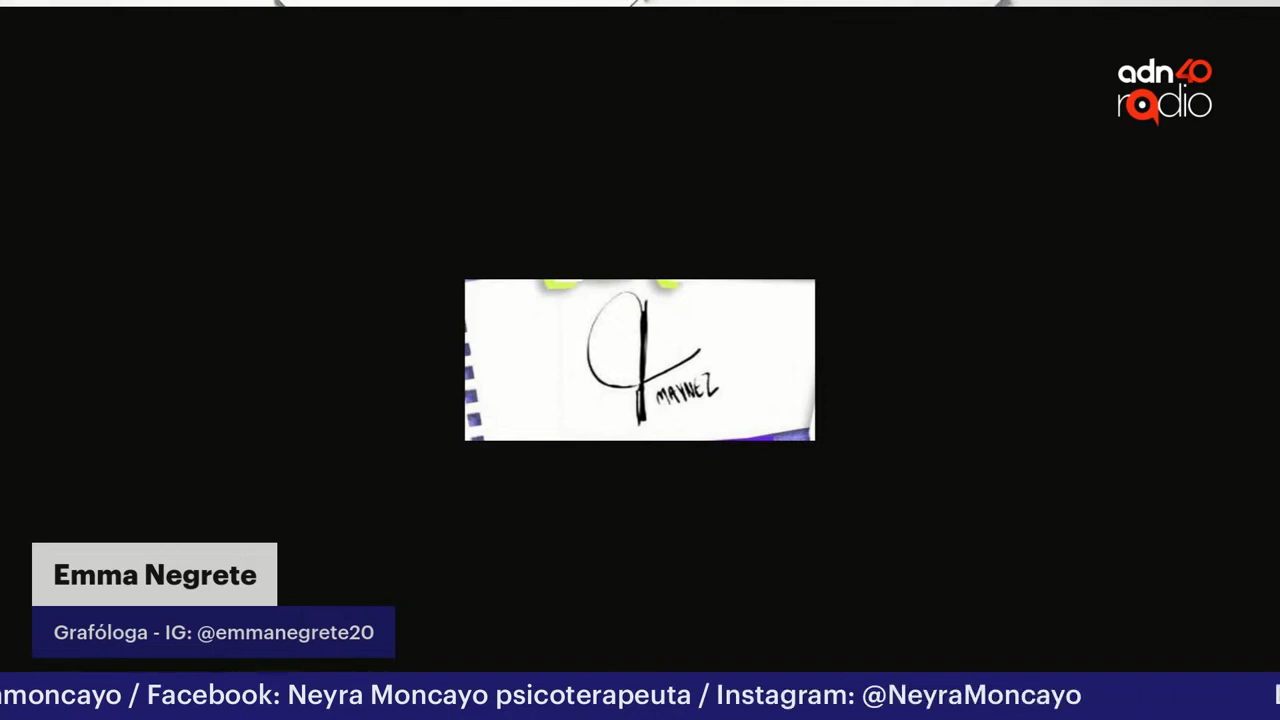 adn40
radio
MAYNEZ
Emma Negrete
Grafóloga - IG: @emmanegrete20
moncayo / Facebook: Neyra Moncayo psicoterapeuta / Instagram: @NeyraMoncayo